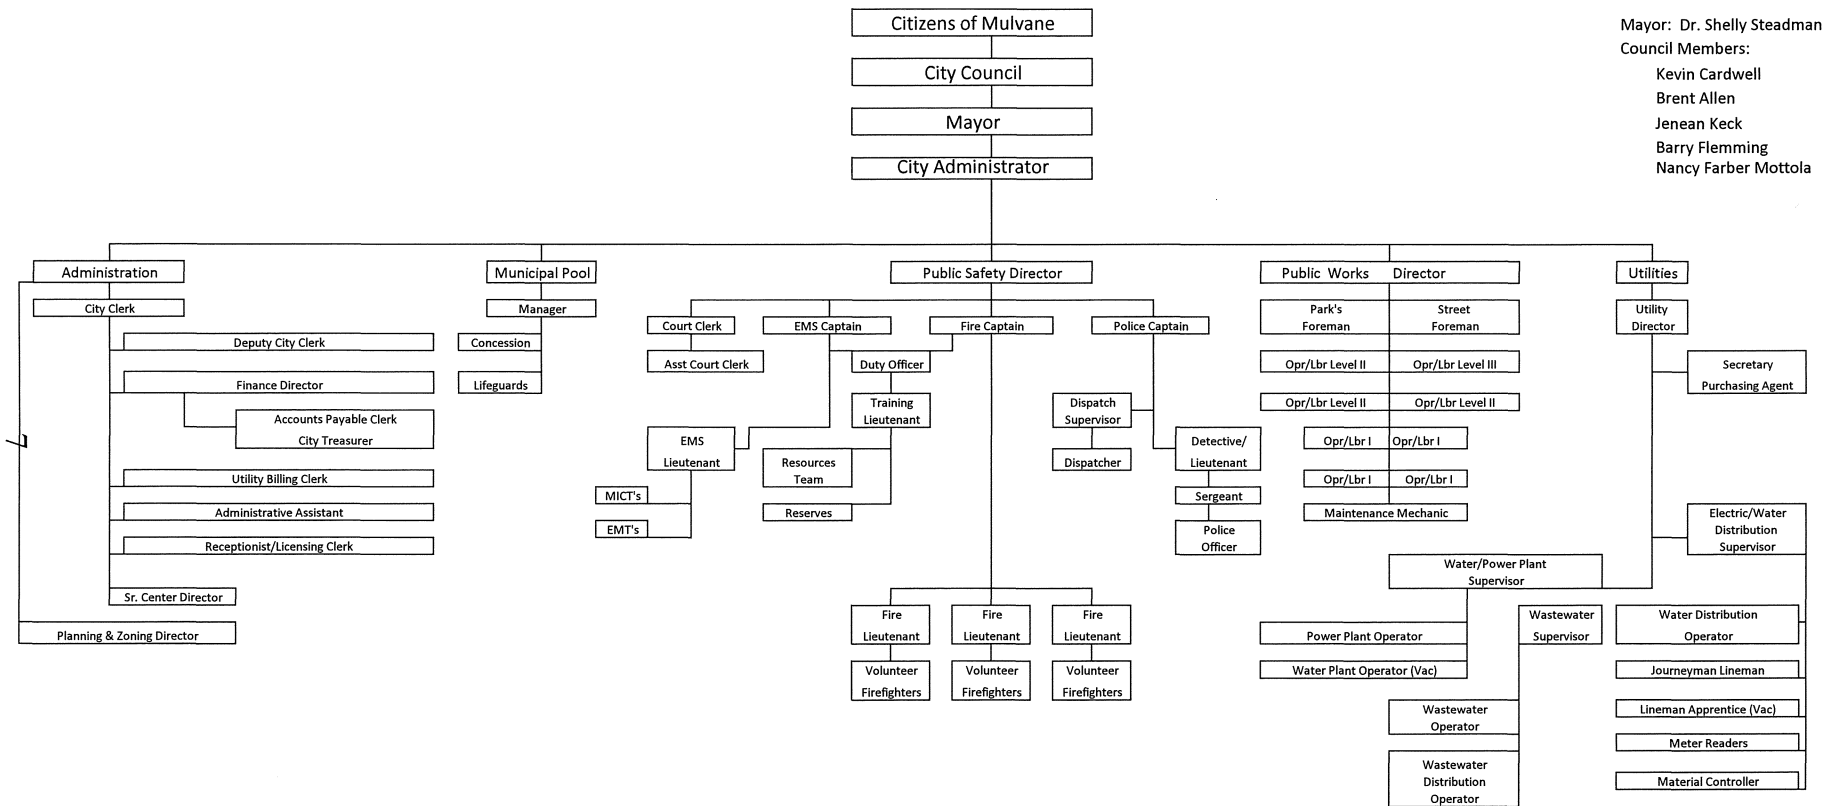 Citizens of Mulvane
City Council
Mayor
City Administrator
Mayor: Dr. Shelly Steadman
Council Members:
Kevin Cardwell
Brent Allen
Jenean Keck
Barry Flemming
Nancy Farber Mottola
Administration
City Clerk
Deputy City Clerk
Finance Director
Accounts Payable Clerk
City Treasurer
Utility Billing Clerk
Administrative Assistant
Receptionist/Licensing Clerk
Sr. Center Director
Planning & Zoning Director
Municipal Pool
Manager
Concession
Lifeguards
Public Safety Director
Court Clerk
Asst Court Clerk
EMS Captain
EMS
Lieutenant
MICT's
EMT's
Fire Captain
Duty Officer
Training
Lieutenant
Resources
Team
Reserves
Fire
Lieutenant
Volunteer
Firefighters
Fire
Lieutenant
Volunteer
Firefighters
Fire
Lieutenant
Volunteer
Firefighters
Police Captain
Dispatch
Supervisor
Dispatcher
Detective/
Lieutenant
Sergeant
Police
Officer
Public Works Director
Park's
Foreman
Street
Foreman
Opr/Lbr Level II
Opr/Lbr Level III
Opr/Lbr Level II
Opr/Lbr Level II
Opr/Lbr I
Opr/Lbr I
Opr/Lbr I
Opr/Lbr I
Maintenance Mechanic
Utilities
Utility
Director
Secretary
Purchasing Agent
Electric/Water
Distribution
Supervisor
Water/Power Plant
Supervisor
Power Plant Operator
Water Plant Operator (Vac)
Wastewater
Supervisor
Wastewater
Operator
Wastewater
Distribution
Operator
Water Distribution
Operator
Journeyman Lineman
Lineman Apprentice (Vac)
Meter Readers
Material Controller